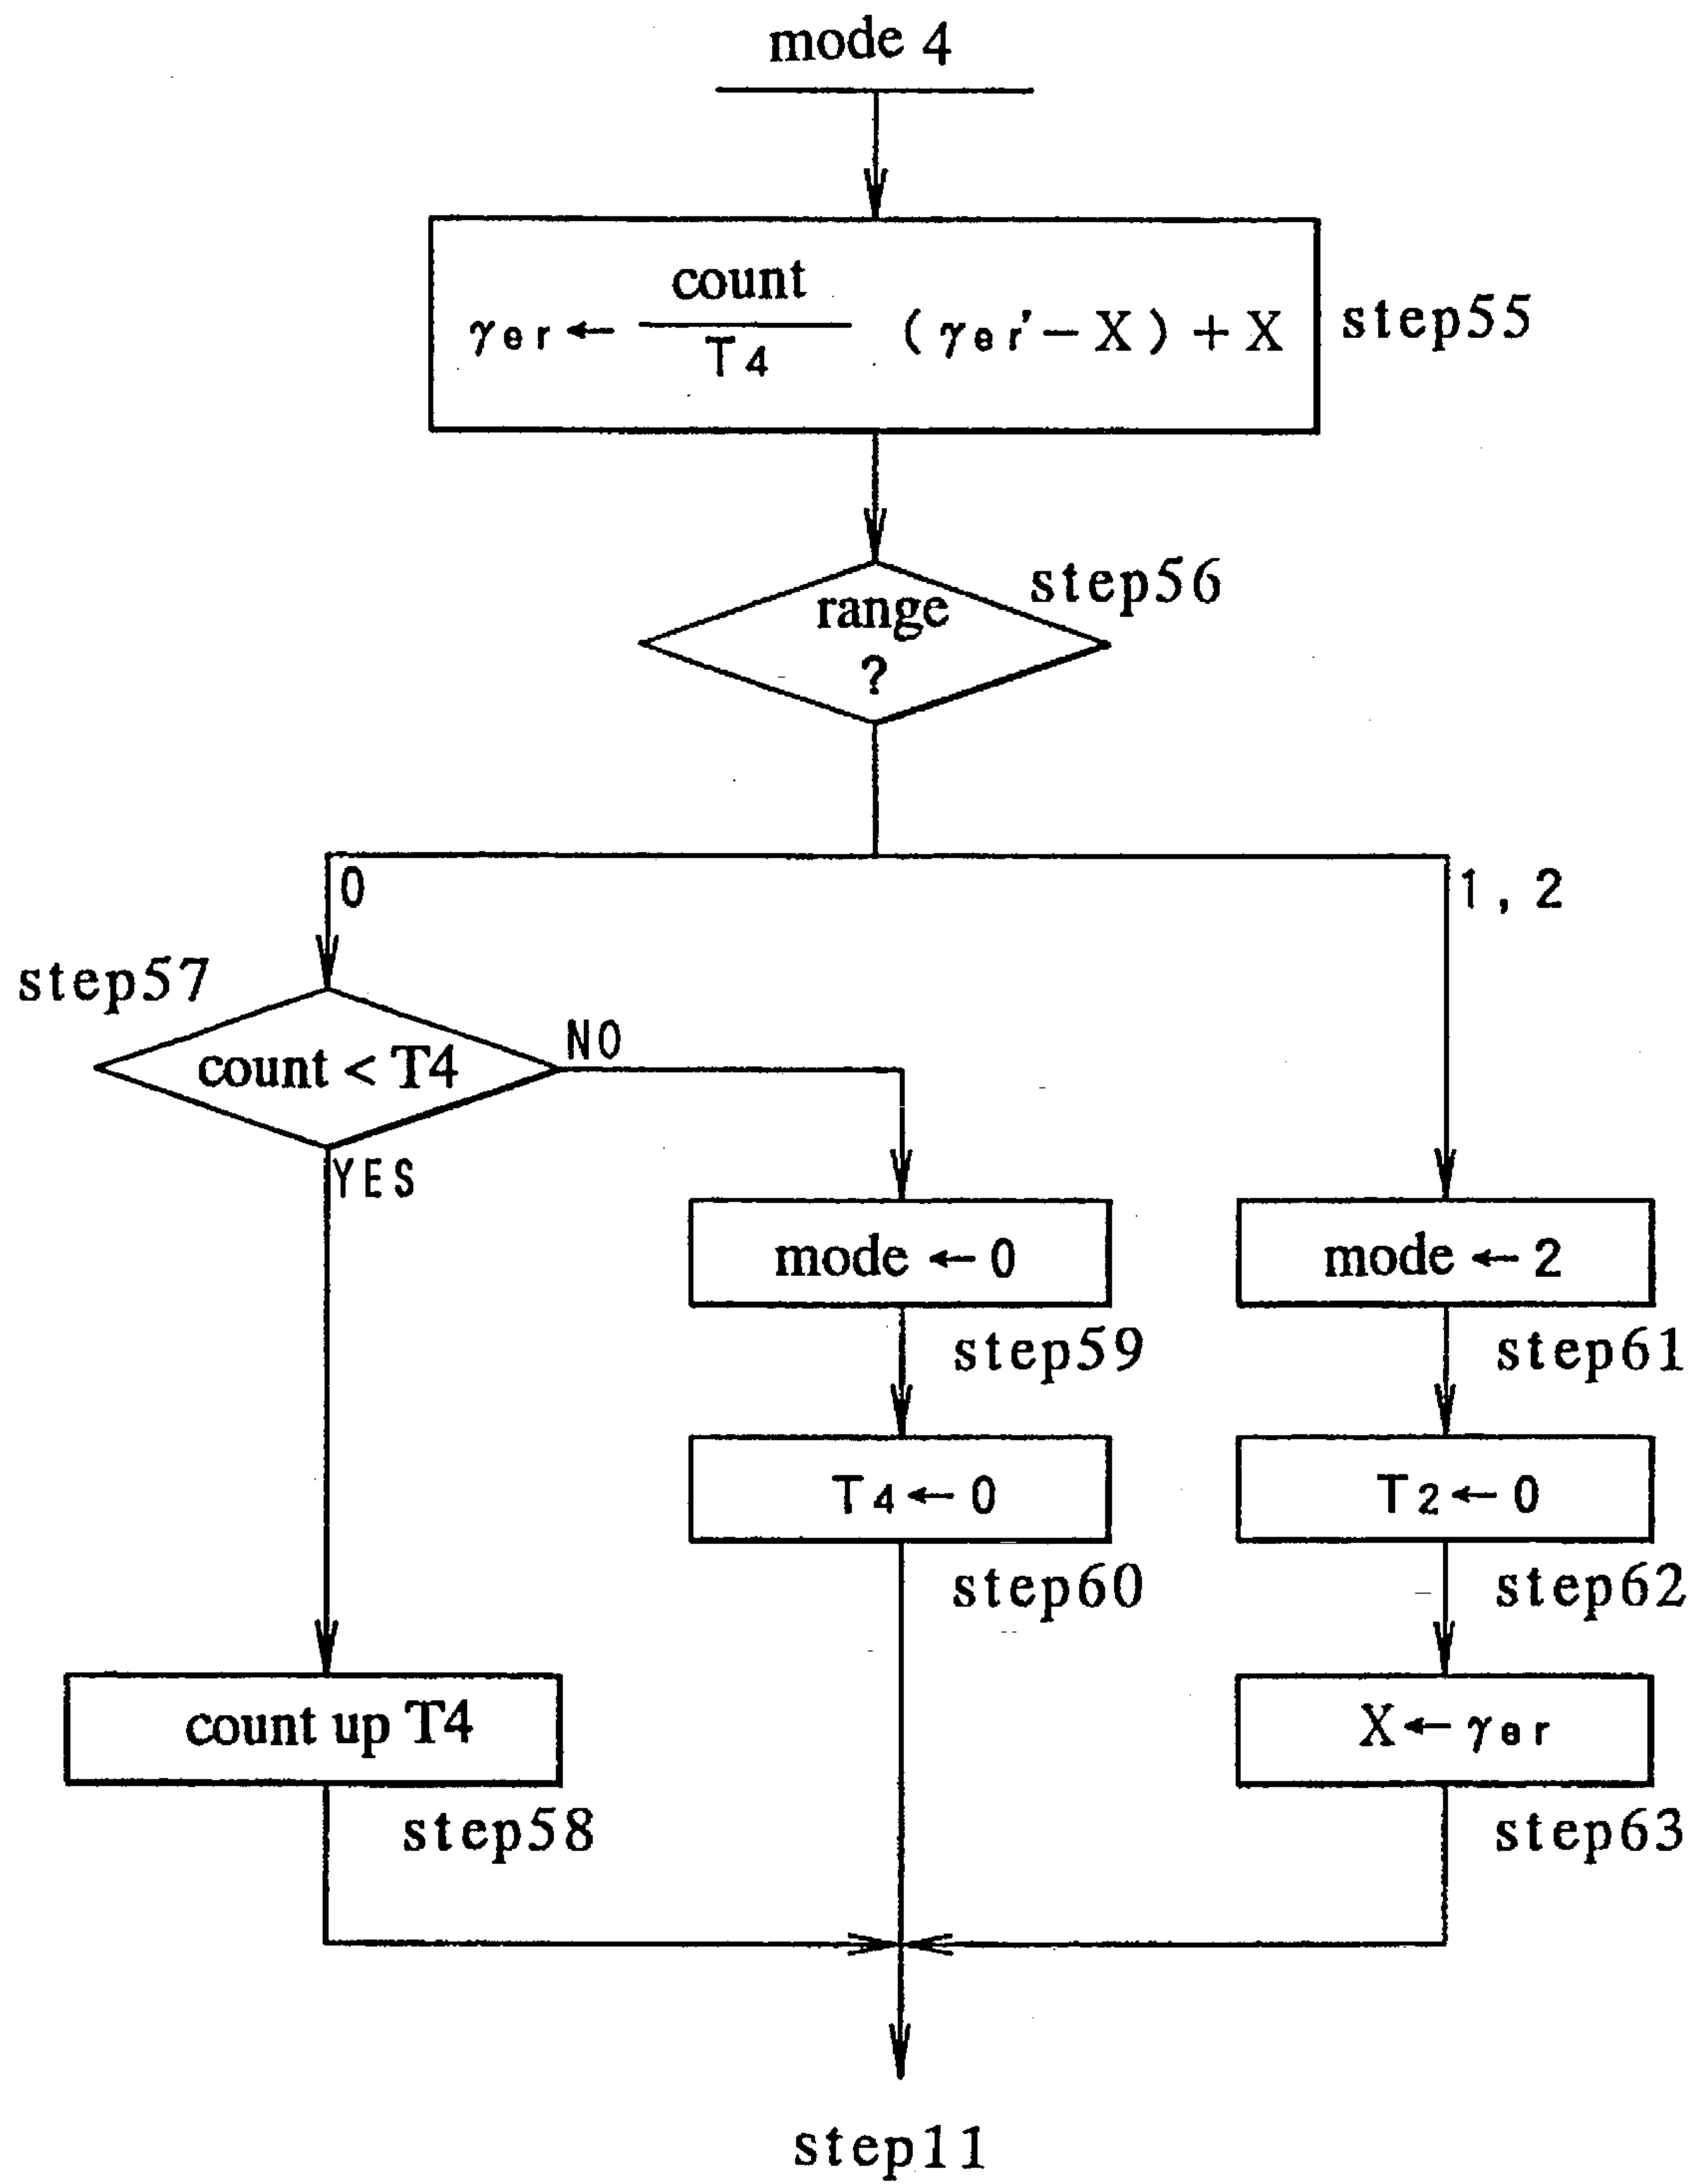 mode 4
γer ← count / T4 (γer' − X) + X
step55
step56
range
?
0
1, 2
step57
count < T4
NO
YES
mode ← 0
mode ← 2
step59
step61
T4 ← 0
T2 ← 0
step60
step62
count up T4
X ← γer
step58
step63
step11